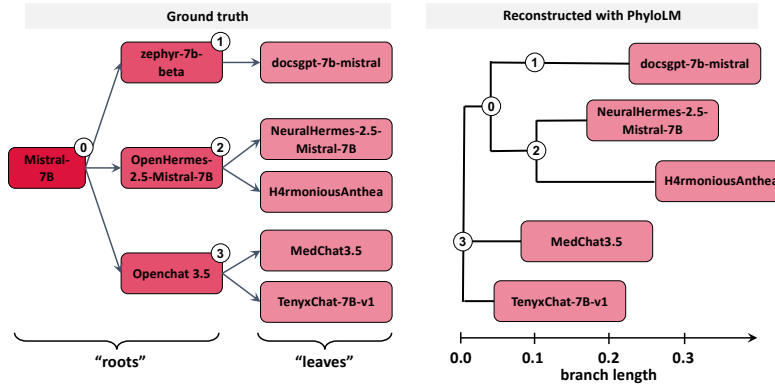 Ground truth
Reconstructed with PhyloLM
1
zephyr-7b-
beta
docsgpt-7b-mistral
0
Mistral-
7B
2
OpenHermes-
2.5-Mistral-7B
NeuralHermes-2.5-
Mistral-7B
H4rmoniousAnthea
3
Openchat 3.5
MedChat3.5
TenyxChat-7B-v1
“roots”
“leaves”
1
docsgpt-7b-mistral
0
NeuralHermes-2.5-
Mistral-7B
2
H4rmoniousAnthea
3
MedChat3.5
TenyxChat-7B-v1
0.0 0.1 0.2 0.3
branch length